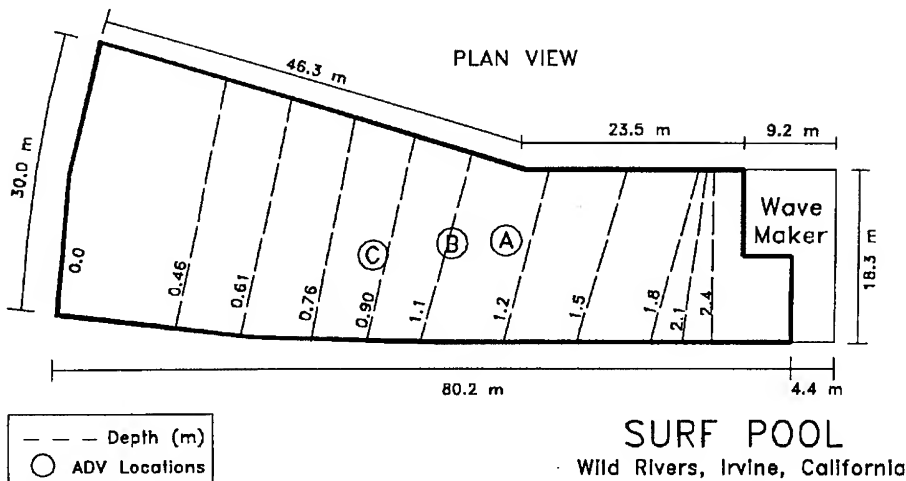 PLAN VIEW
46.3 m
23.5 m
9.2 m
30.0 m
Wave
Maker
18.3 m
A
B
C
0.0
0.46
0.61
0.76
0.90
1.1
1.2
1.5
1.8
2.1
2.4
80.2 m
4.4 m
Depth (m)
ADV Locations
SURF POOL
Wild Rivers, Irvine, California